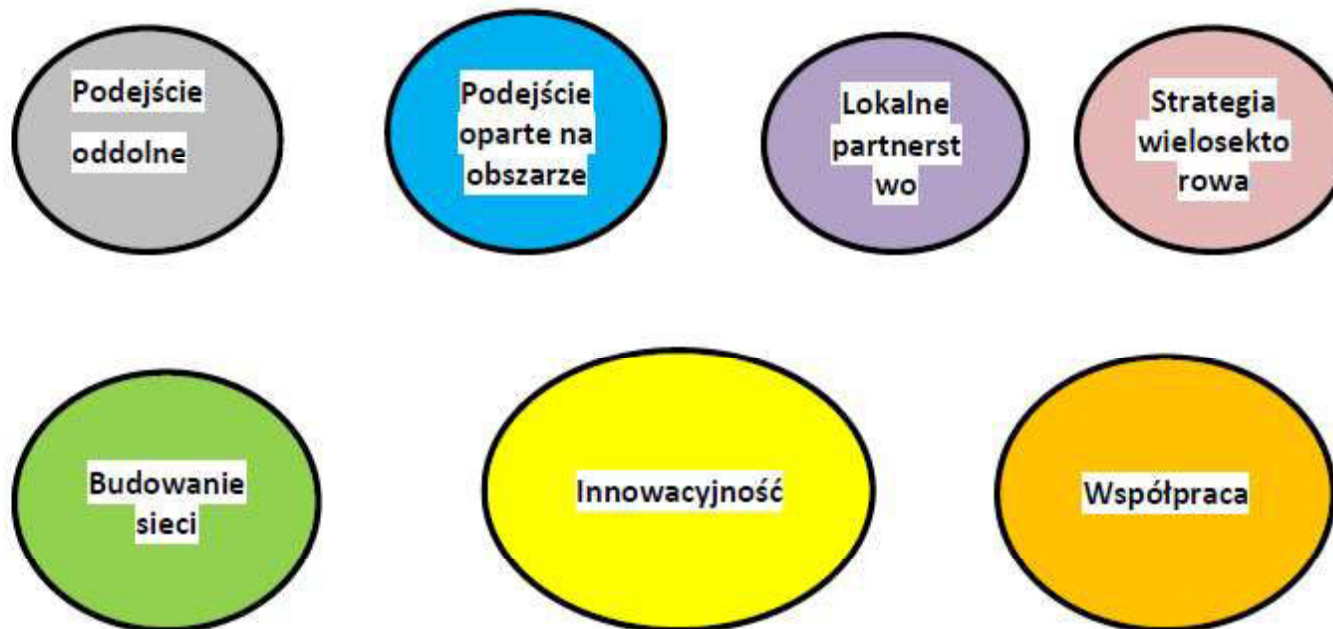 Podejście
oddolne
Podejście
oparte na
obszarze
Lokalne
partnerst
wo
Strategia
wielosekto
rowa
Budowanie
sieci
Innowacyjność
Współpraca